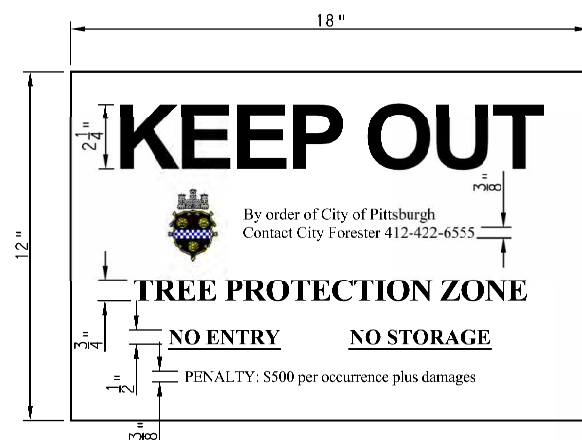 18"
KEEP OUT
2 1/4"
3/8"
By order of City of Pittsburgh
Contact City Forester 412-422-6555
12"
TREE PROTECTION ZONE
3/4"
NO ENTRY NO STORAGE
1/2"
PENALTY: $500 per occurrence plus damages
3/8"